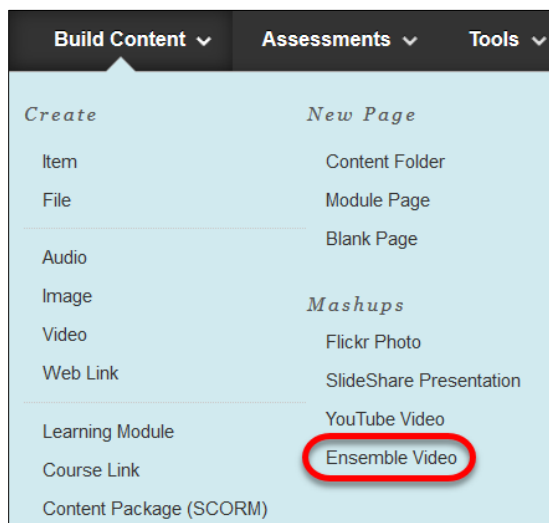 Build Content Assessments Tools
Create
Item
File
Audio
Image
Video
Web Link
Learning Module
Course Link
Content Package (SCORM)
New Page
Content Folder
Module Page
Blank Page
Mashups
Flickr Photo
SlideShare Presentation
YouTube Video
Ensemble Video